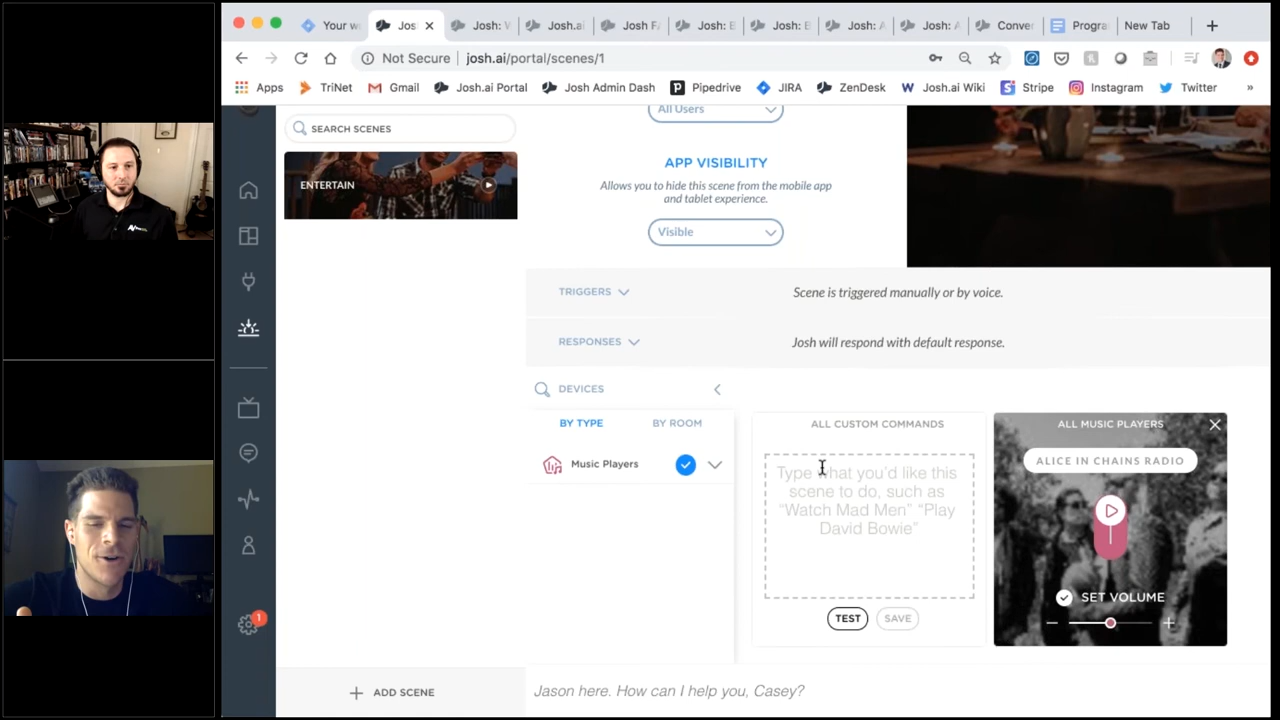 Your w
Jos
Josh: V
Josh.ai
Josh FA
Josh: E
Josh: E
Josh: A
Josh: A
Conver
Progra
New Tab
Not Secure
josh.ai/portal/scenes/1
Apps
TriNet
Gmail
Josh.ai Portal
Josh Admin Dash
Pipedrive
JIRA
ZenDesk
Josh.ai Wiki
Stripe
Instagram
Twitter
»
SEARCH SCENES
ENTERTAIN
All Users
APP VISIBILITY
Allows you to hide this scene from the mobile app
and tablet experience.
Visible
TRIGGERS
Scene is triggered manually or by voice.
RESPONSES
Josh will respond with default response.
DEVICES
BY TYPE
BY ROOM
Music Players
ALL CUSTOM COMMANDS
Type what you'd like this
scene to do, such as
“Watch Mad Men” “Play
David Bowie”
TEST
SAVE
ALL MUSIC PLAYERS
ALICE IN CHAINS RADIO
SET VOLUME
1
ADD SCENE
Jason here. How can I help you, Casey?